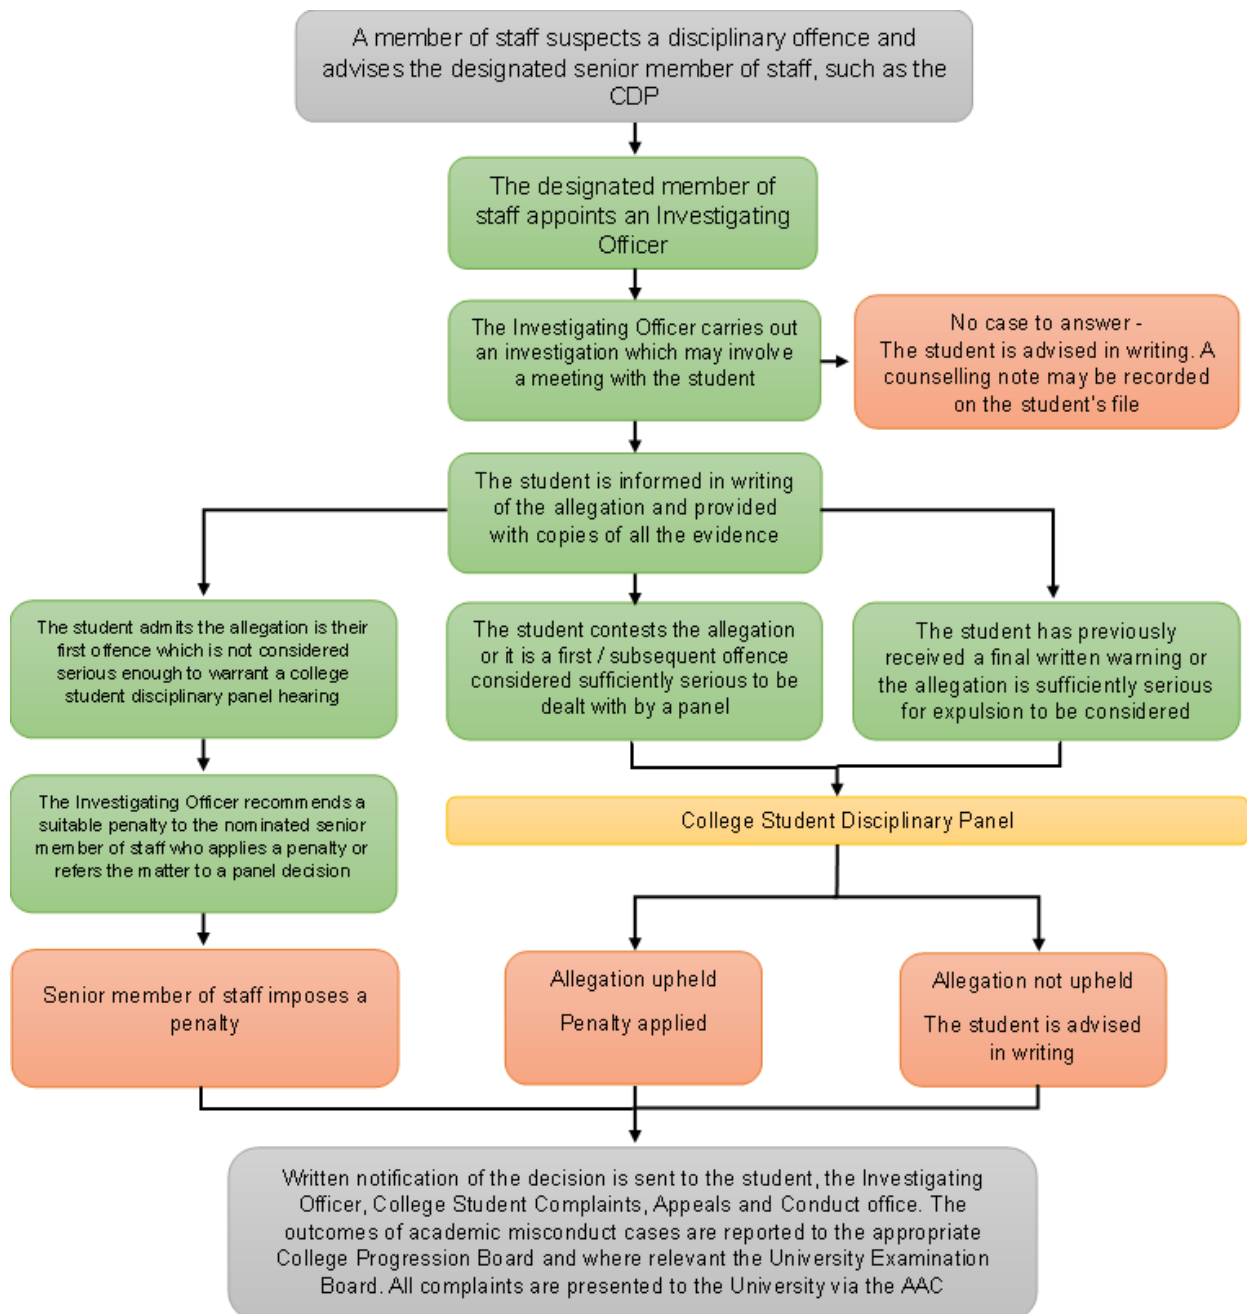 A member of staff suspects a disciplinary offence and
advises the designated senior member of staff, such as the
CDP
The designated member of
staff appoints an Investigating
Officer
The Investigating Officer carries out
an investigation which may involve
a meeting with the student
No case to answer -
The student is advised in writing. A
counselling note may be recorded
on the student's file
The student is informed in writing
of the allegation and provided
with copies of all the evidence
The student admits the allegation is their
first offence which is not considered
serious enough to warrant a college
student disciplinary panel hearing
The student contests the allegation
or it is a first / subsequent offence
considered sufficiently serious to be
dealt with by a panel
The student has previously
received a final written warning or
the allegation is sufficiently serious
for expulsion to be considered
The Investigating Officer recommends a
suitable penalty to the nominated senior
member of staff who applies a penalty or
refers the matter to a panel decision
College Student Disciplinary Panel
Senior member of staff imposes a
penalty
Allegation upheld
Penalty applied
Allegation not upheld
The student is advised
in writing
Written notification of the decision is sent to the student, the Investigating
Officer, College Student Complaints, Appeals and Conduct office. The
outcomes of academic misconduct cases are reported to the appropriate
College Progression Board and where relevant the University Examination
Board. All complaints are presented to the University via the AAC